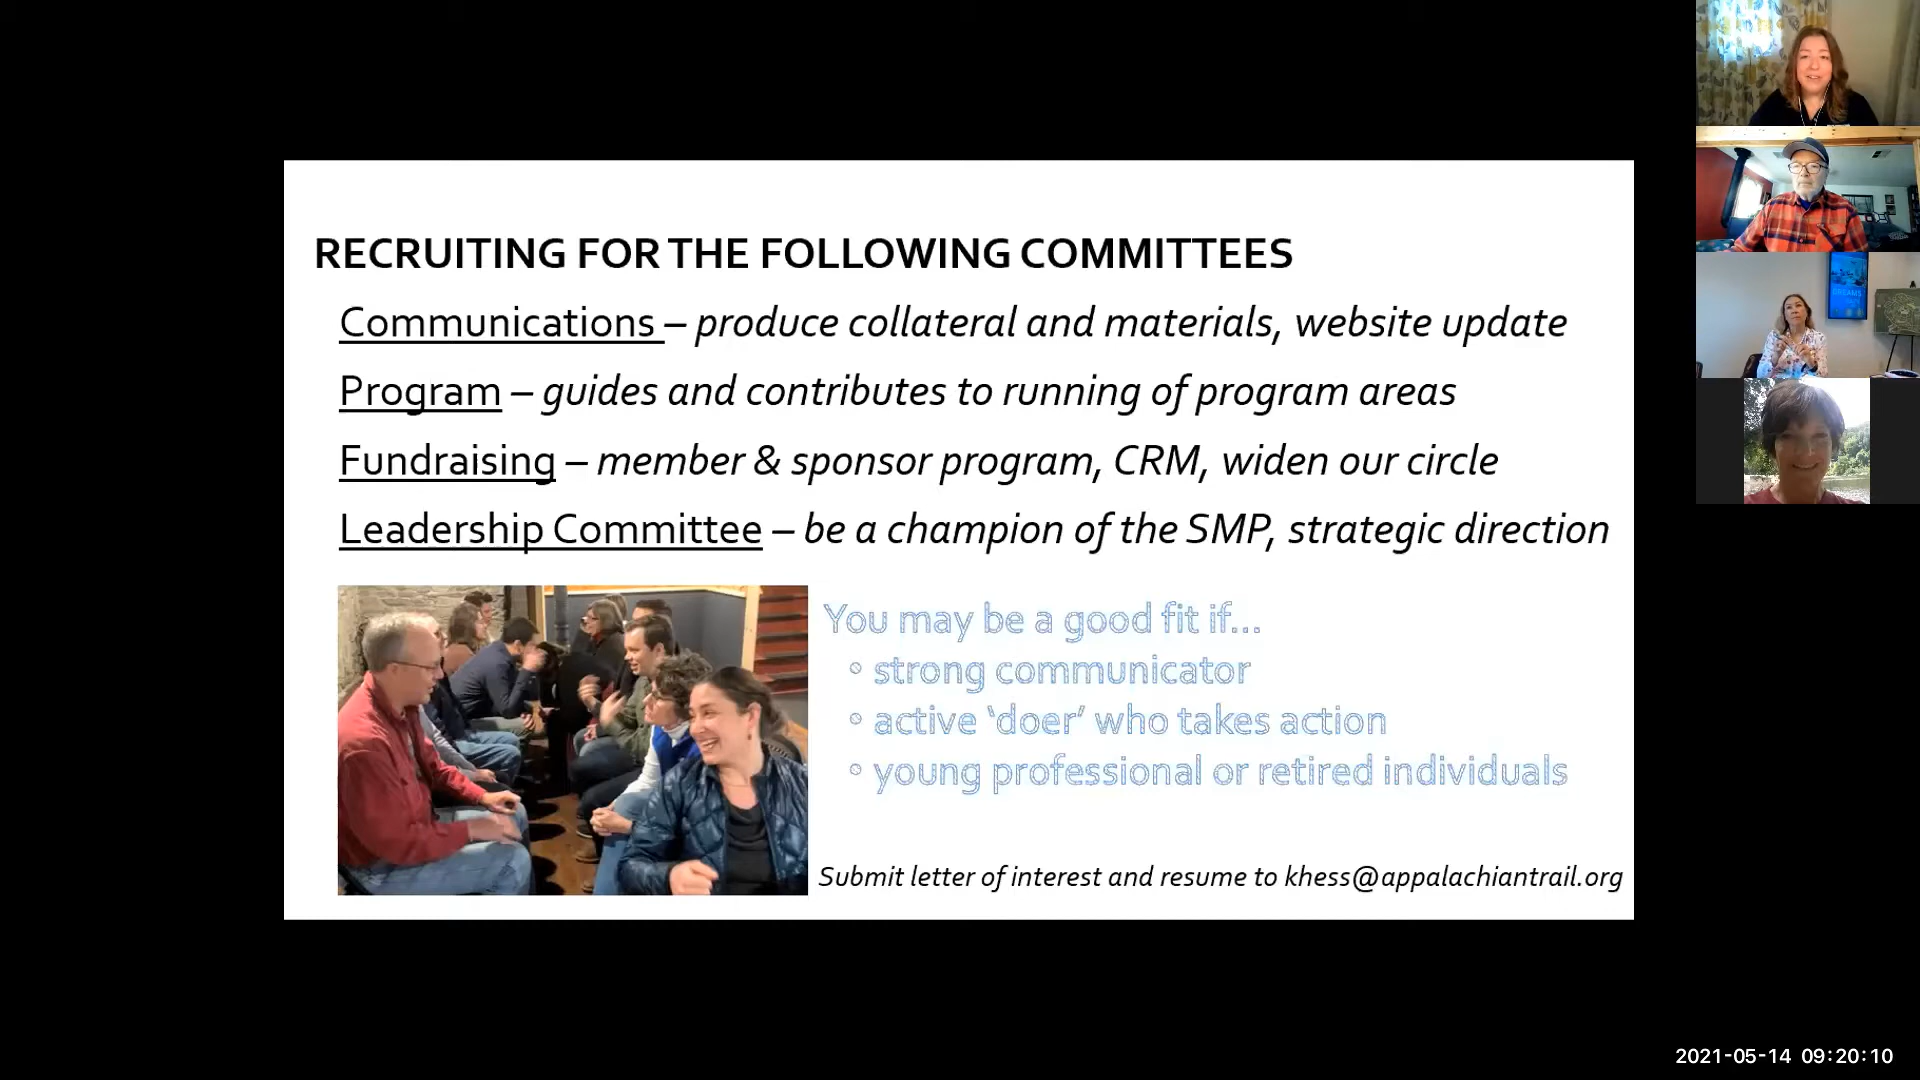 RECRUITING FOR THE FOLLOWING COMMITTEES
Communications – produce collateral and materials, website update
Program – guides and contributes to running of program areas
Fundraising – member & sponsor program, CRM, widen our circle
Leadership Committee – be a champion of the SMP, strategic direction
You may be a good fit if...
• strong communicator
• active ‘doer’ who takes action
• young professional or retired individuals
Submit letter of interest and resume to khess@appalachiantrail.org
DREAMS
2021-05-14 09:20:10